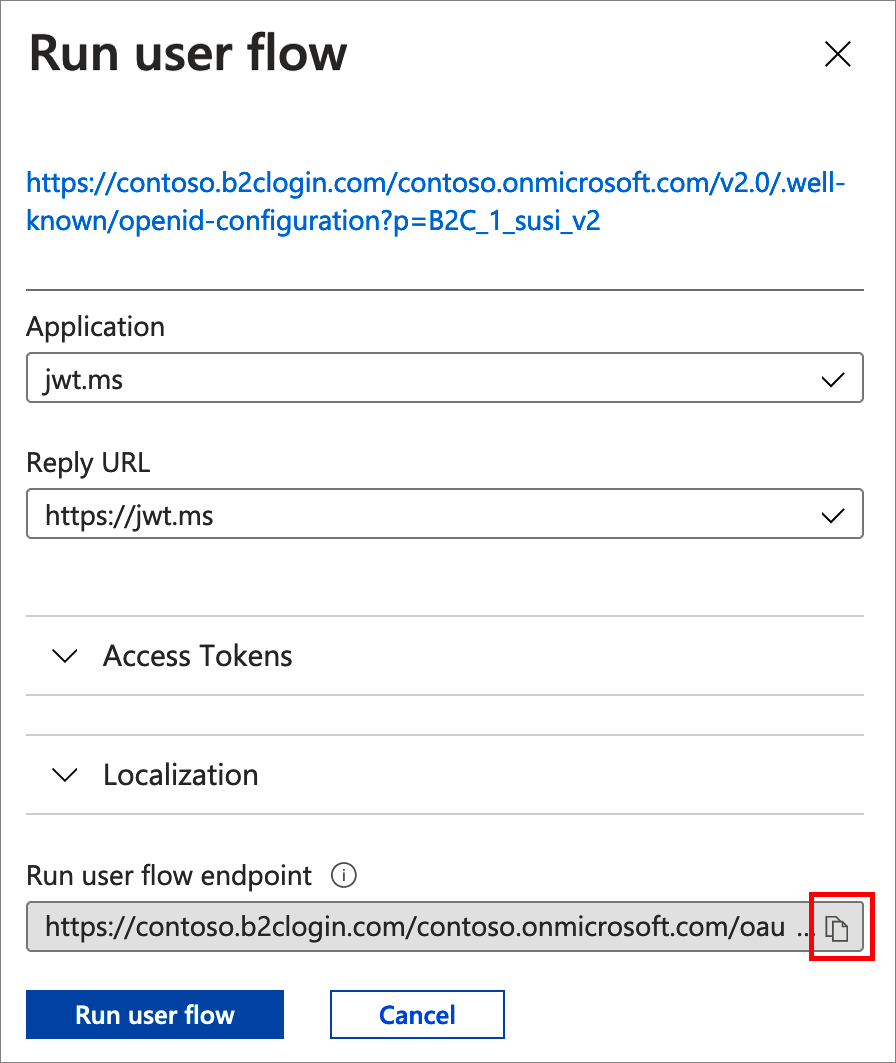 Run user flow
https://contoso.b2clogin.com/contoso.onmicrosoft.com/v2.0/.well-
known/openid-configuration?p=B2C_1_susi_v2
Application
jwt.ms
Reply URL
https://jwt.ms
Access Tokens
Localization
Run user flow endpoint
https://contoso.b2clogin.com/contoso.onmicrosoft.com/oau ...
Run user flow
Cancel